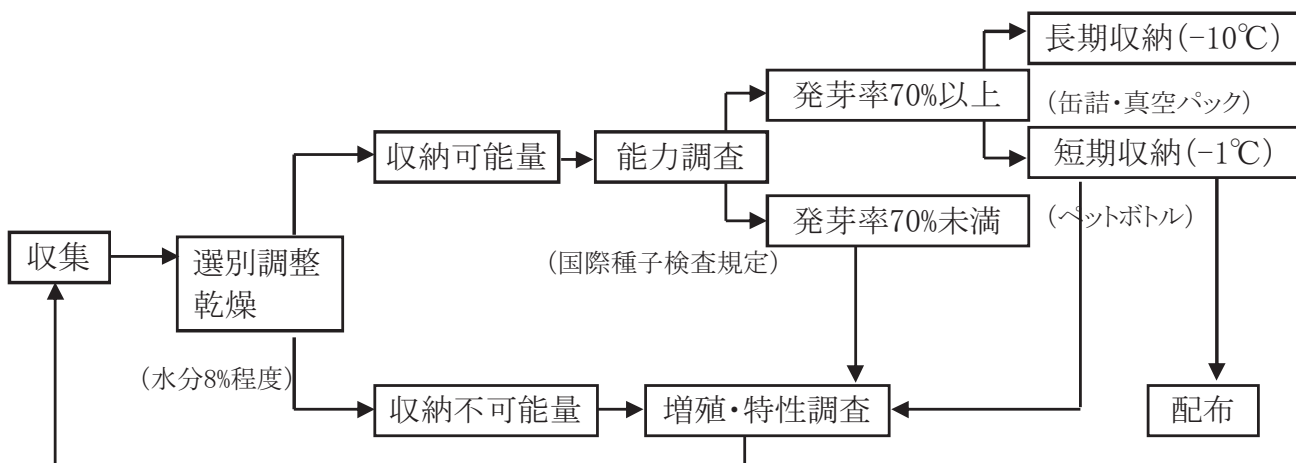 長期収納(-10℃)
発芽率70%以上
(缶詰・真空パック)
収納可能量
能力調査
短期収納(-1℃)
発芽率70%未満
(ペットボトル)
収集
選別調整
乾燥
(国際種子検査規定)
(水分8%程度)
収納不可能量
増殖・特性調査
配布